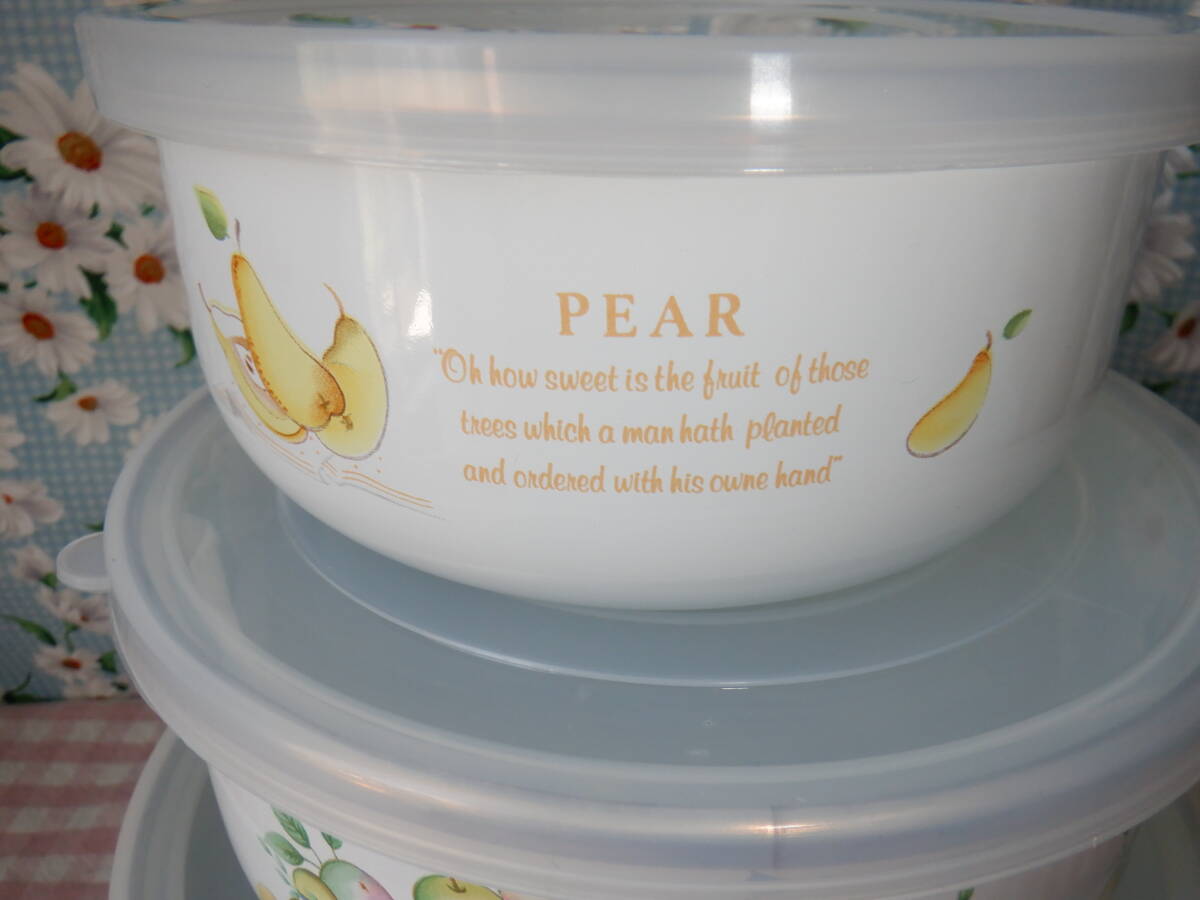 PEAR
"Oh how sweet is the fruit of those
trees which a man hath planted
and ordered with his owne hand"